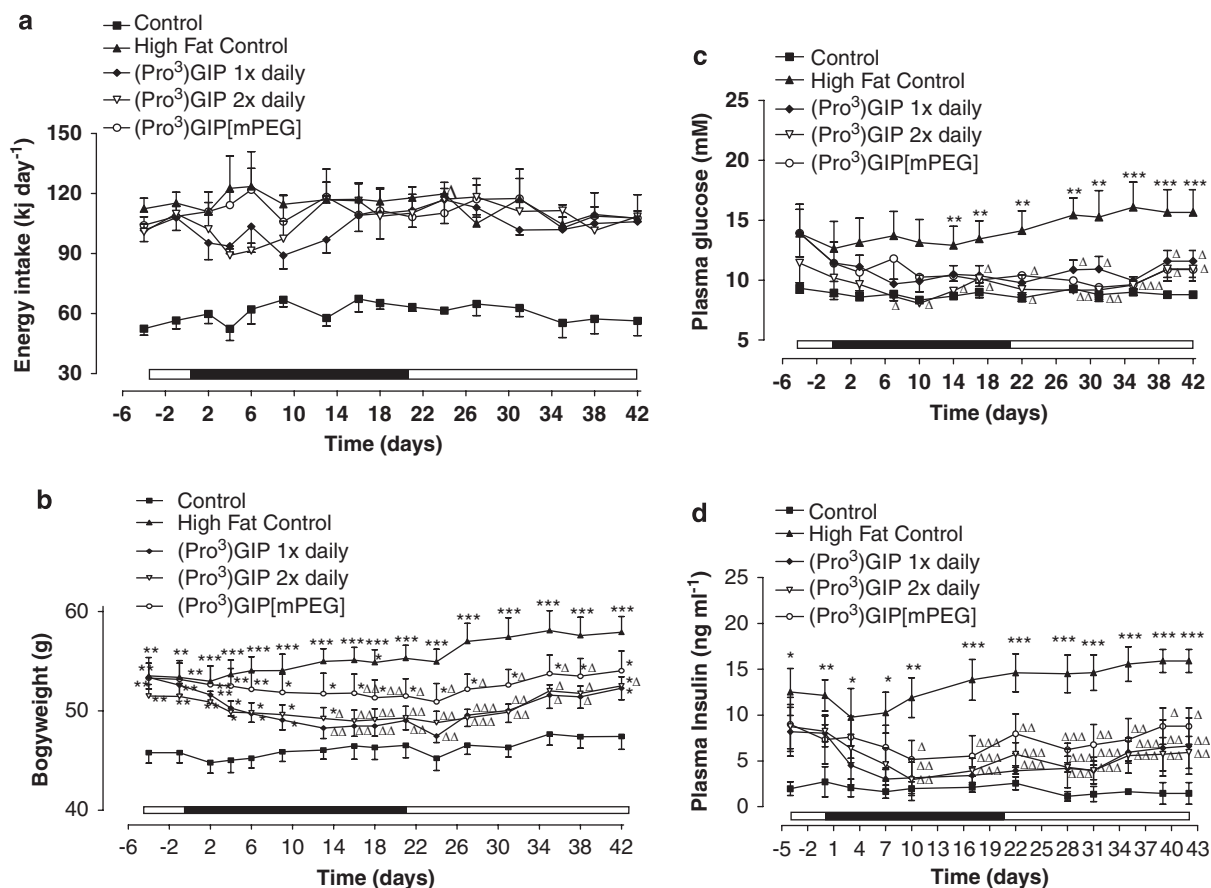 a
Control
High Fat Control
(Pro³)GIP 1x daily
(Pro³)GIP 2x daily
(Pro³)GIP[mPEG]
Energy intake (kj day⁻¹)
150
120
90
60
30
Δ
-6 -2 2 6 10 14 18 22 26 30 34 38 42
Time (days)
b
Control
High Fat Control
(Pro³)GIP 1x daily
(Pro³)GIP 2x daily
(Pro³)GIP[mPEG]
Bogyweight (g)
60
50
40
-6 -2 2 6 10 14 18 22 26 30 34 38 42
Time (days)
c
Control
High Fat Control
(Pro³)GIP 1x daily
(Pro³)GIP 2x daily
(Pro³)GIP[mPEG]
Plasma glucose (mM)
25
20
15
10
5
** ** ** ** ** *** *** ***
-6 -2 2 6 10 14 18 22 26 30 34 38 42
Time (days)
d
Control
High Fat Control
(Pro³)GIP 1x daily
(Pro³)GIP 2x daily
(Pro³)GIP[mPEG]
Plasma Insulin (ng ml⁻¹)
25
20
15
10
5
0
* ** * * ** *** *** *** *** *** *** ***
-5 -2 1 4 7 10 13 16 19 22 25 28 31 34 37 40 43
Time (days)